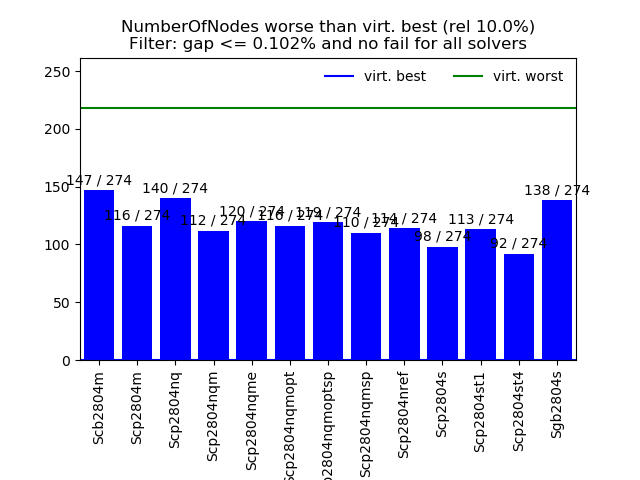 NumberOfNodes worse than virt. best (rel 10.0%)
Filter: gap <= 0.102% and no fail for all solvers
virt. best
virt. worst
250
200
150
100
50
0
147 / 274
116 / 274
140 / 274
112 / 274
120 / 274
116 / 274
119 / 274
110 / 274
114 / 274
98 / 274
113 / 274
92 / 274
138 / 274
Scb2804m
Scp2804m
Scp2804nq
Scp2804nqm
Scp2804nqme
Scp2804nqmopt
p2804nqmoptsp
Scp2804nqmsp
Scp2804nref
Scp2804s
Scp2804st1
Scp2804st4
Sgb2804s